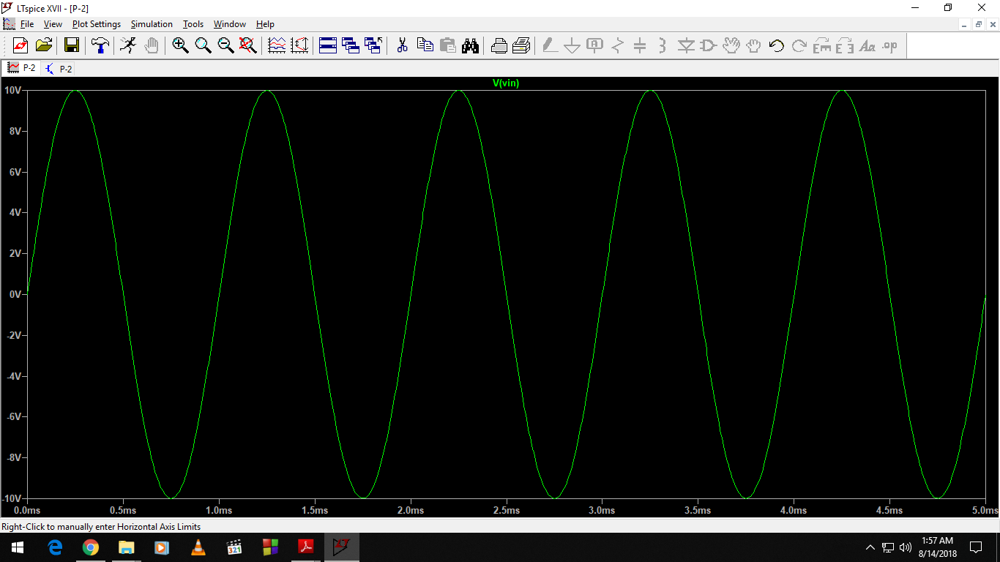 LTspice XVII - [P-2]
File View Plot Settings Simulation Tools Window Help
P-2 P-2
V(vin)
10V
8V
6V
4V
2V
0V
-2V
-4V
-6V
-8V
-10V
0.0ms 0.5ms 1.0ms 1.5ms 2.0ms 2.5ms 3.0ms 3.5ms 4.0ms 4.5ms 5.0ms
Right-Click to manually enter Horizontal Axis Limits
321
1:57 AM
8/14/2018